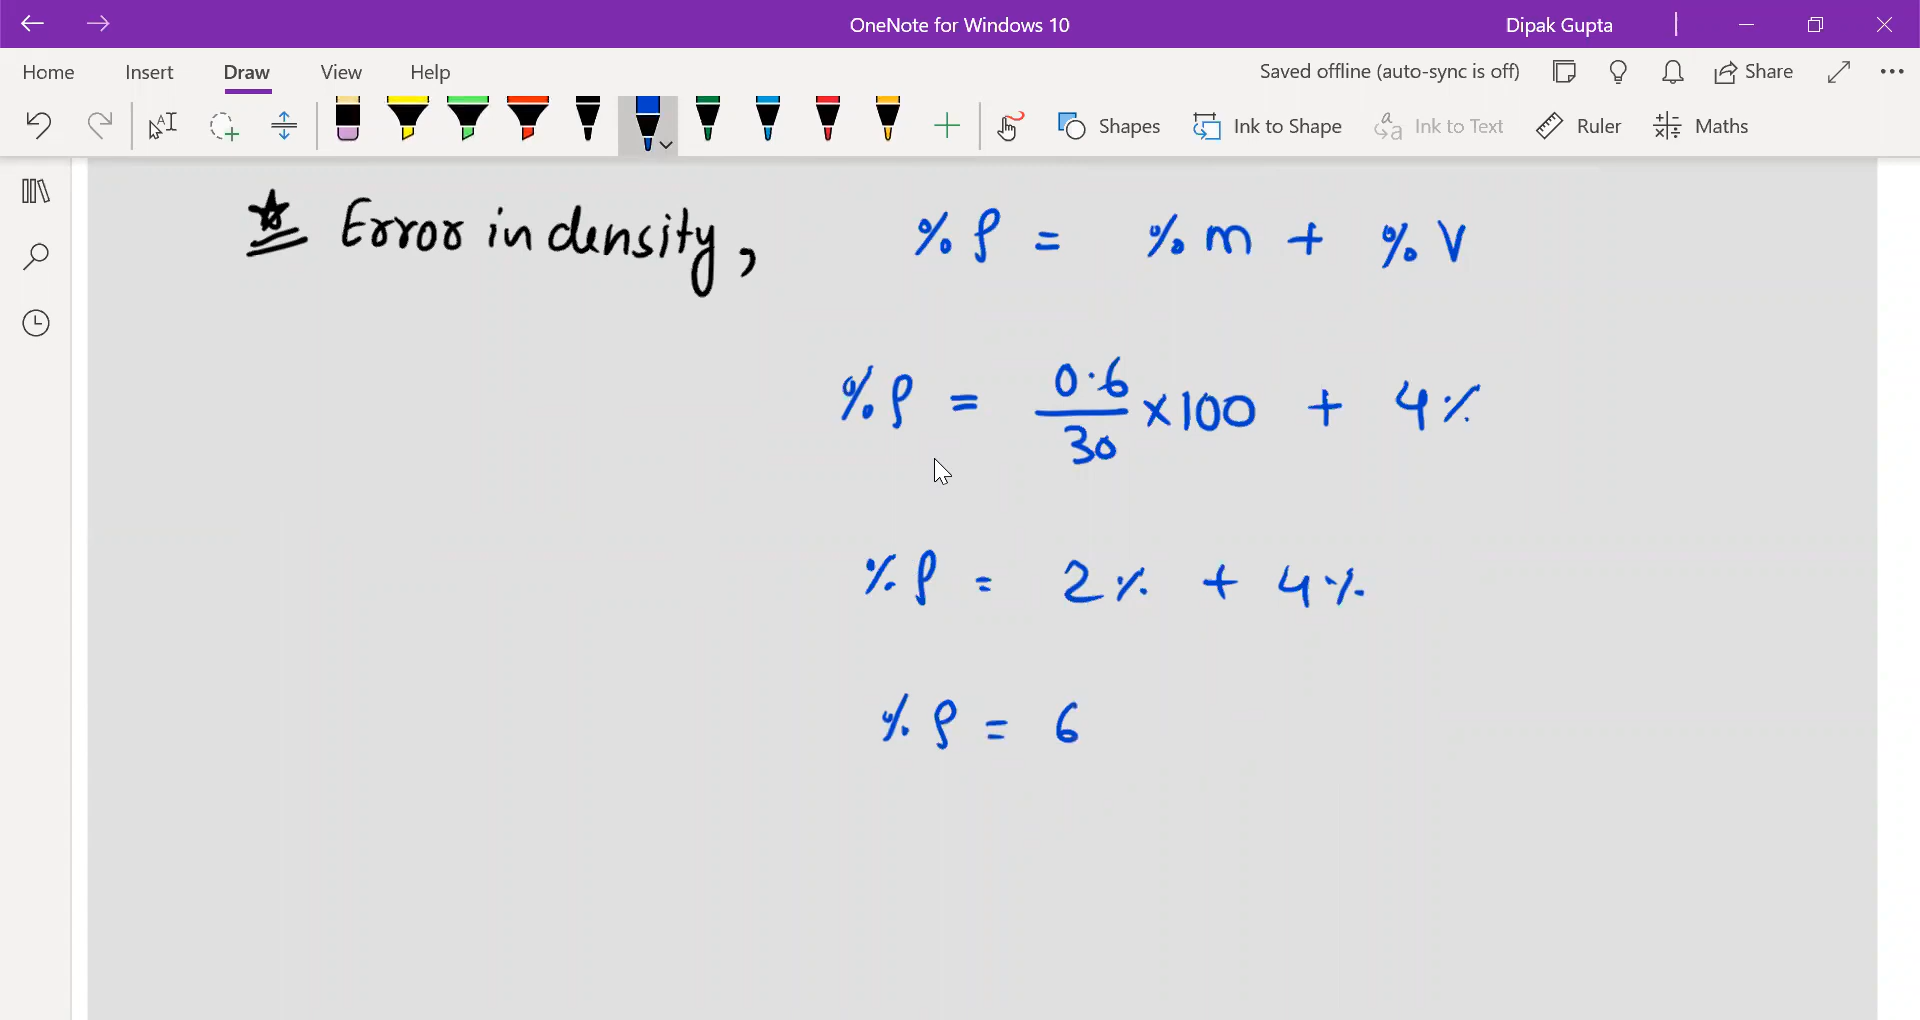 OneNote for Windows 10 Dipak Gupta
Home Insert Draw View Help Saved offline (auto-sync is off) Share
Shapes Ink to Shape Ink to Text Ruler Maths
Error in density, % ρ = % m + % V
% ρ = 0.6/30 × 100 + 4 %
% ρ = 2 % + 4 %
% ρ = 6